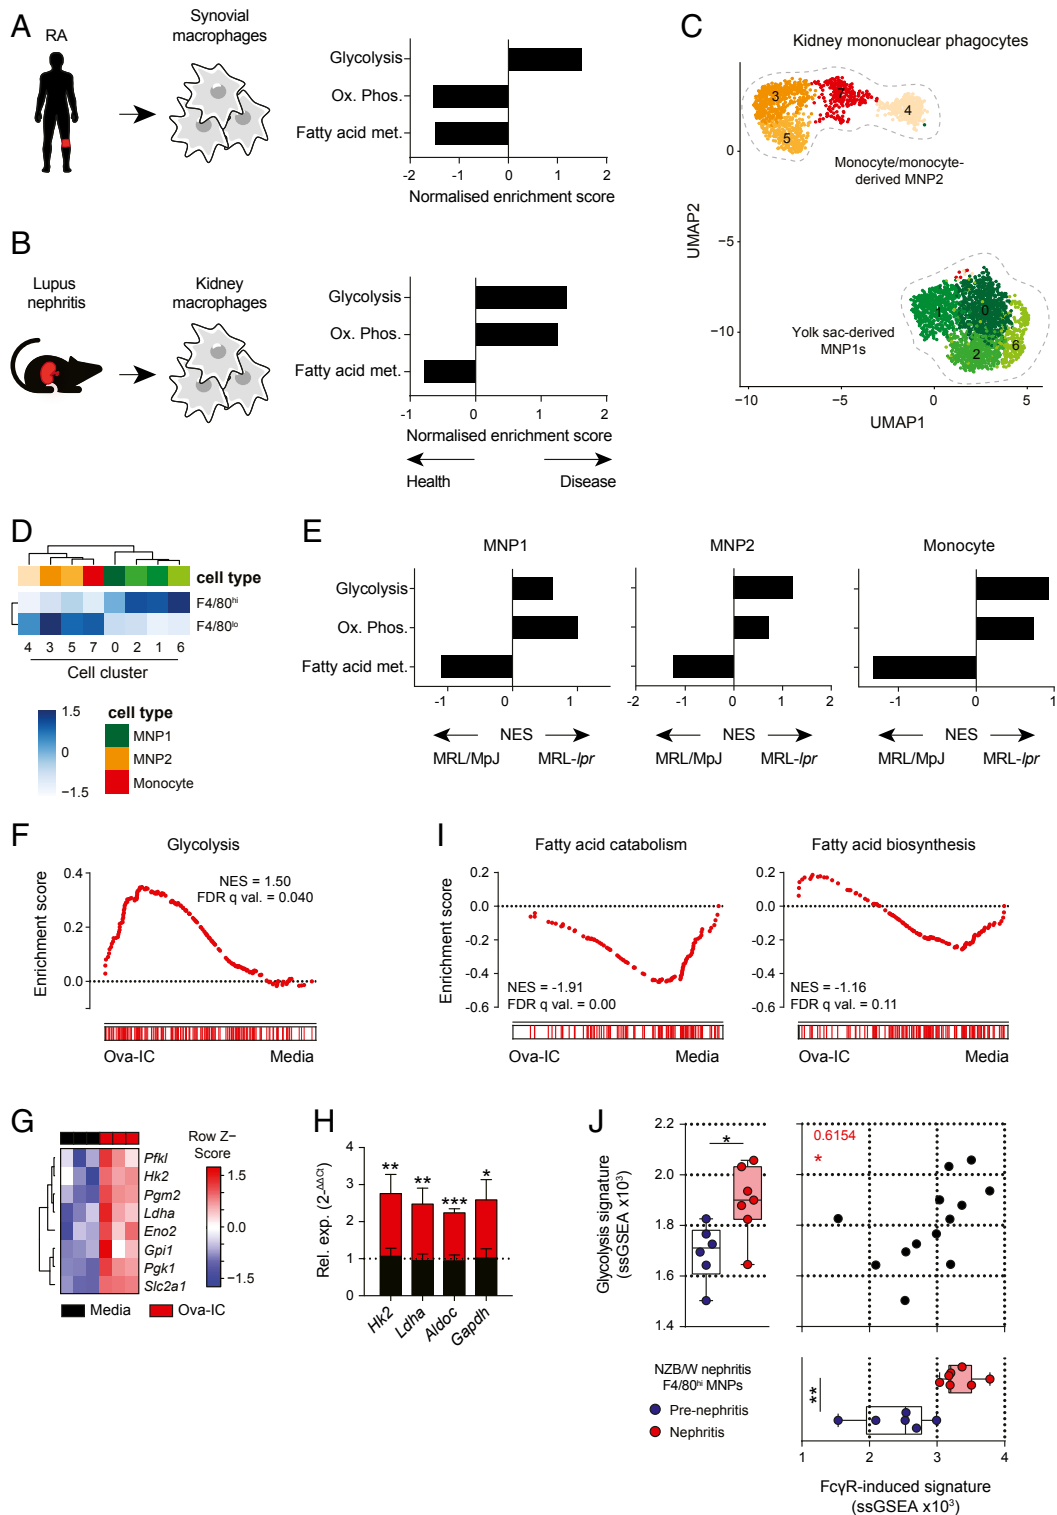 A
RA
Synovial
macrophages
Glycolysis
Ox. Phos.
Fatty acid met.
-2 -1 0 1 2
Normalised enrichment score
B
Lupus
nephritis
Kidney
macrophages
Glycolysis
Ox. Phos.
Fatty acid met.
-1 0 1 2
Normalised enrichment score
Health
Disease
C
Kidney mononuclear phagocytes
3
5
7
4
Monocyte/monocyte-
derived MNP2
1
0
2
6
Yolk sac-derived
MNP1s
0
−5
−10
UMAP2
−10 −5 0 5
UMAP1
D
cell type
F4/80hi
F4/80lo
4 3 5 7 0 2 1 6
Cell cluster
1.5
0
−1.5
cell type
MNP1
MNP2
Monocyte
E
MNP1
MNP2
Monocyte
Glycolysis
Ox. Phos.
Fatty acid met.
-1 0 1
-2 -1 0 1 2
-1 0 1
NES
MRL/MpJ
MRL-lpr
NES
MRL/MpJ
MRL-lpr
NES
MRL/MpJ
MRL-lpr
F
Glycolysis
NES = 1.50
FDR q val. = 0.040
0.4
0.2
0.0
Enrichment score
Ova-IC
Media
I
Fatty acid catabolism
0.2
0.0
-0.2
-0.4
-0.6
Enrichment score
NES = -1.91
FDR q val. = 0.00
Ova-IC
Media
Fatty acid biosynthesis
0.2
0.0
-0.2
-0.4
-0.6
NES = -1.16
FDR q val. = 0.11
Ova-IC
Media
G
Row Z−
Score
Pfkl
Hk2
Pgm2
Ldha
Eno2
Gpi1
Pgk1
Slc2a1
1.5
0.0
−1.5
Media
Ova-IC
H
Rel. exp. (2-ΔΔCt)
4
3
2
1
0
**
**
***
*
Hk2
Ldha
Aldoc
Gapdh
J
Glycolysis signature
(ssGSEA x10³)
2.2
2.0
1.8
1.6
1.4
*
0.6154
*
NZB/W nephritis
F4/80hi MNPs
Pre-nephritis
Nephritis
**
1 2 3 4
FcγR-induced signature
(ssGSEA x10³)